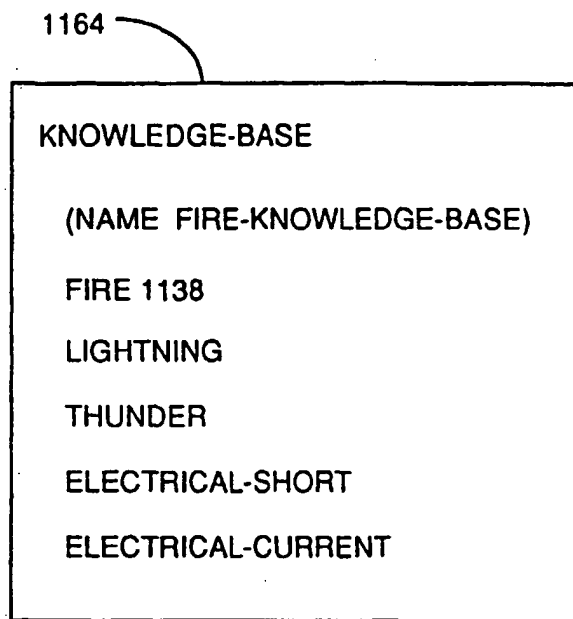 1164
KNOWLEDGE-BASE
(NAME FIRE-KNOWLEDGE-BASE)
FIRE 1138
LIGHTNING
THUNDER
ELECTRICAL-SHORT
ELECTRICAL-CURRENT